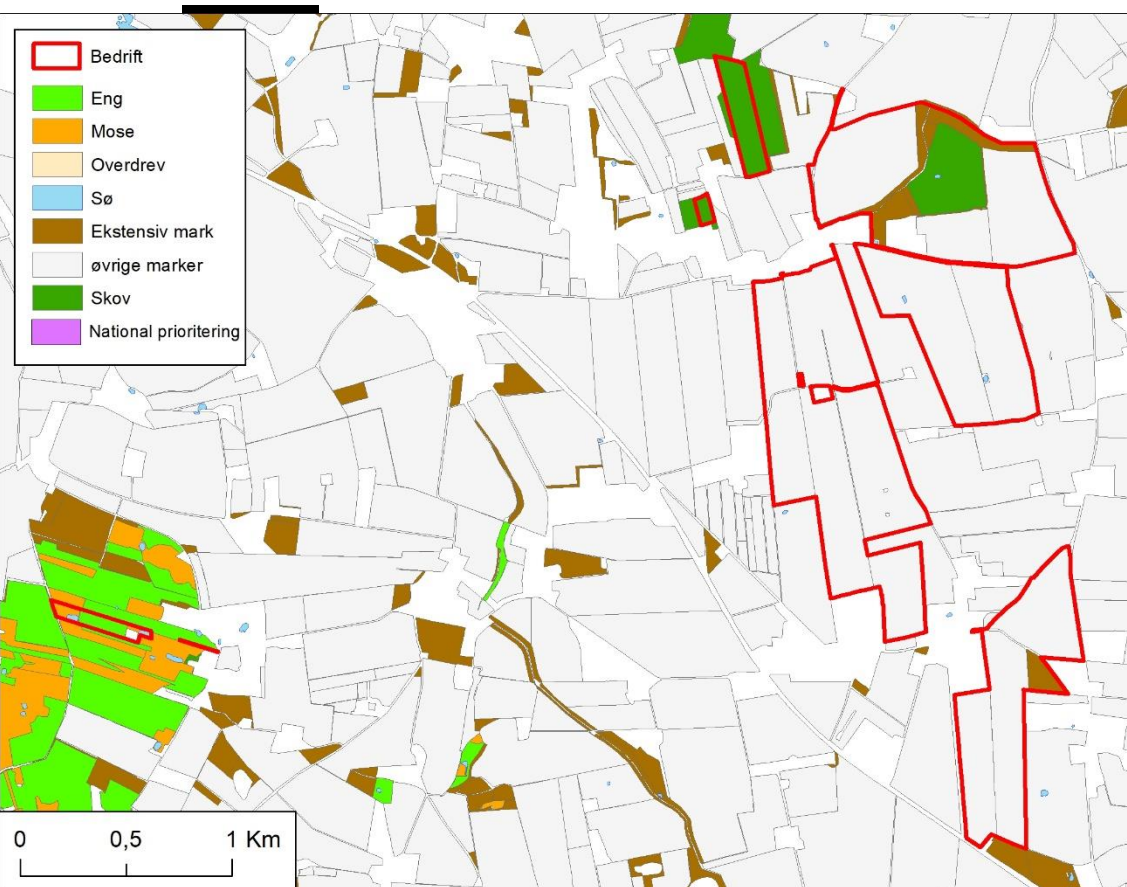 Bedrift
Eng
Mose
Overdrev
Sø
Ekstensiv mark
øvrige marker
Skov
National prioritering
0 0,5 1 Km